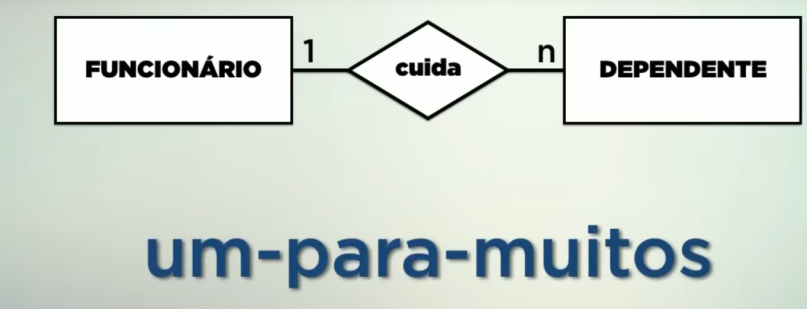 FUNCIONÁRIO 1 cuida n DEPENDENTE
um-para-muitos